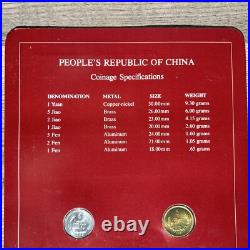 PEOPLE'S REPUBLIC OF CHINA
Coinage Specifications
DENOMINATION METAL SIZE WEIGHT
1 Yuan Copper-nickel 30.00 mm 9.30 grams
5 Jiao Brass 26.00 mm 6.00 grams
2 Jiao Brass 23.00 mm 4.15 grams
1 Jiao Brass 20.00 mm 2.60 grams
5 Fen Aluminum 24.00 mm 1.60 grams
2 Fen Aluminum 21.00 mm 1.05 grams
1 Fen Aluminum 18.00 mm .65 grams